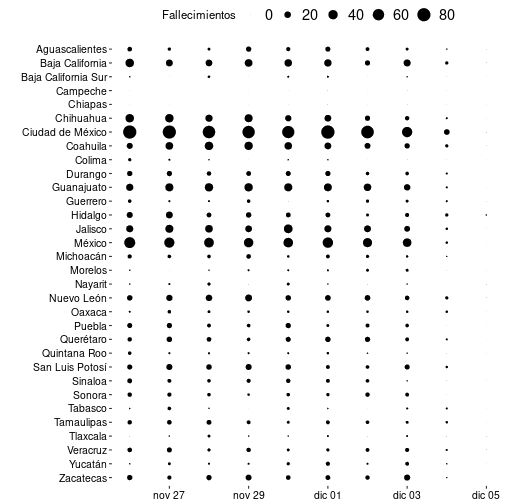 Fallecimientos 0 20 40 60 80
Aguascalientes
Baja California
Baja California Sur
Campeche
Chiapas
Chihuahua
Ciudad de México
Coahuila
Colima
Durango
Guanajuato
Guerrero
Hidalgo
Jalisco
México
Michoacán
Morelos
Nayarit
Nuevo León
Oaxaca
Puebla
Querétaro
Quintana Roo
San Luis Potosí
Sinaloa
Sonora
Tabasco
Tamaulipas
Tlaxcala
Veracruz
Yucatán
Zacatecas
nov 27 nov 29 dic 01 dic 03 dic 05